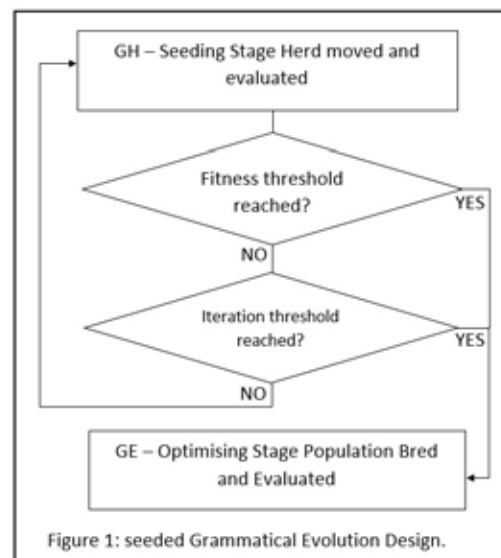 GH – Seeding Stage Herd moved and
evaluated
Fitness threshold
reached?
YES
NO
Iteration threshold
reached?
YES
NO
GE – Optimising Stage Population Bred
and Evaluated
Figure 1: seeded Grammatical Evolution Design.